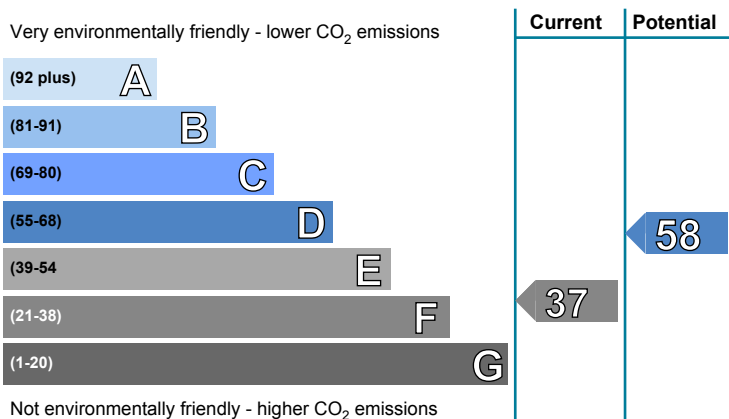 Current Potential
Very environmentally friendly - lower CO2 emissions
(92 plus) A
(81-91) B
(69-80) C
(55-68) D
58
(39-54 E
37
(21-38) F
(1-20) G
Not environmentally friendly - higher CO2 emissions